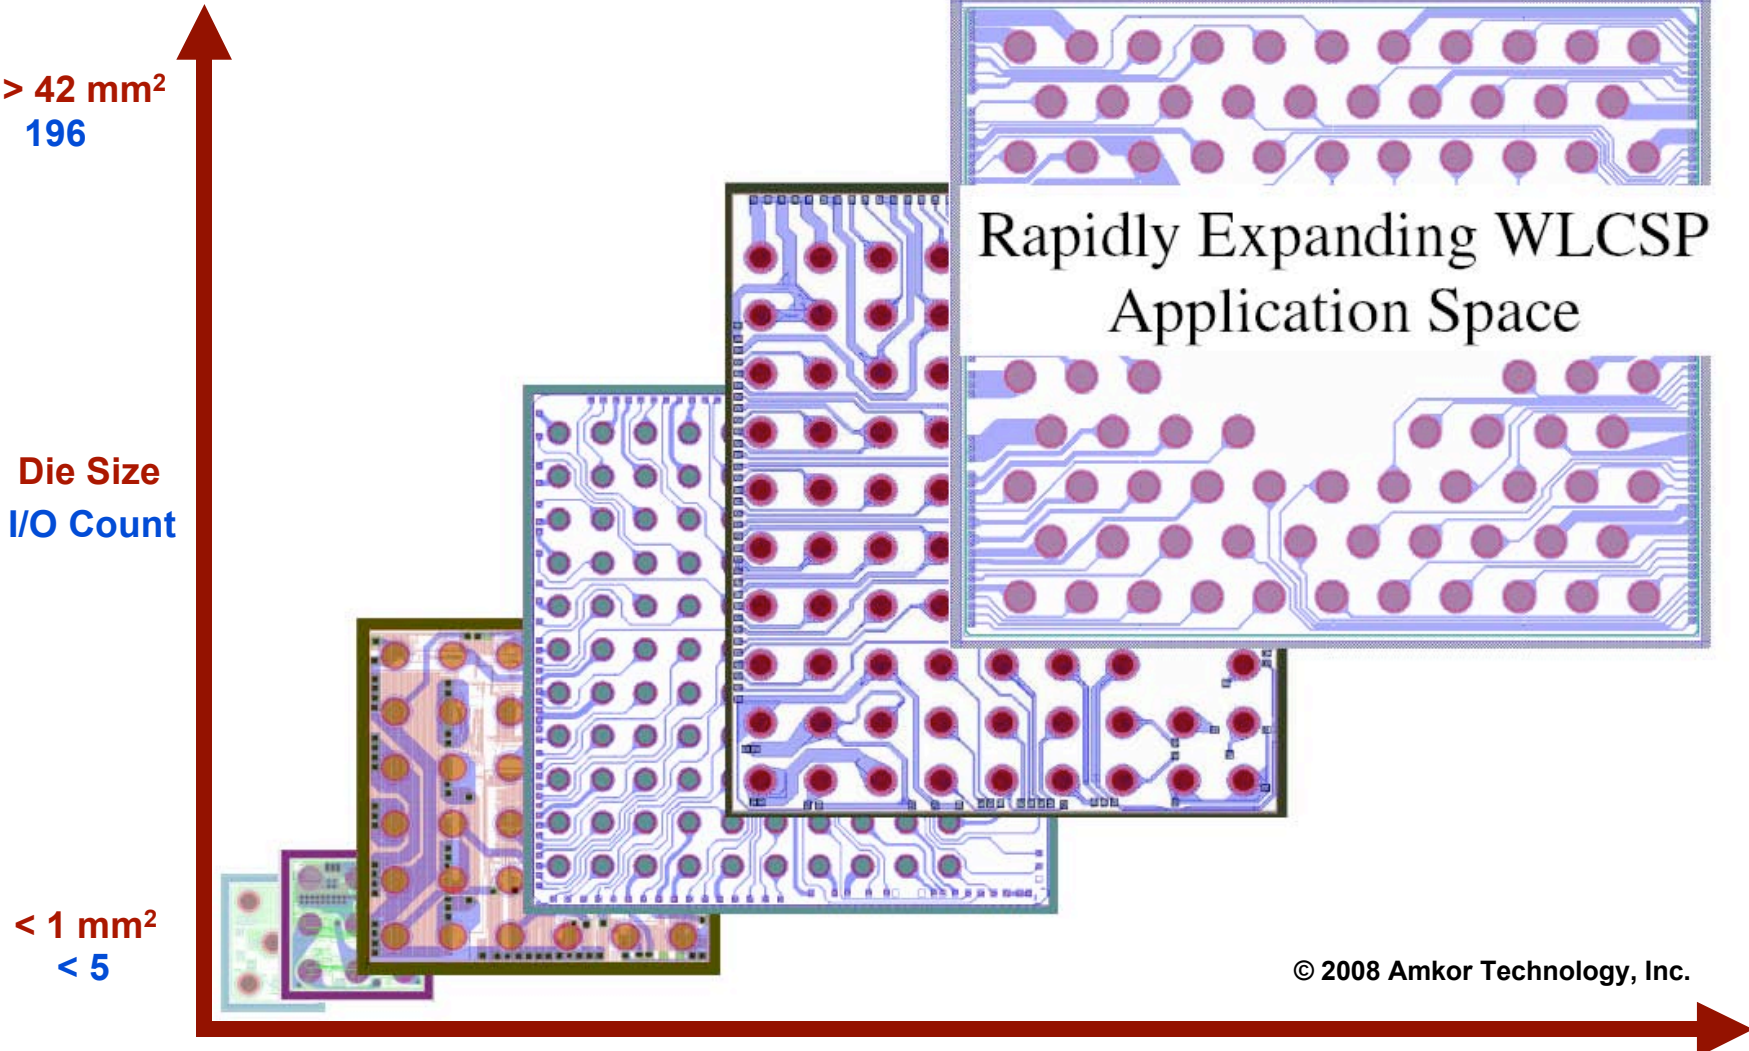 > 42 mm²
196
Rapidly Expanding WLCSP
Application Space
Die Size
I/O Count
< 1 mm²
< 5
© 2008 Amkor Technology, Inc.